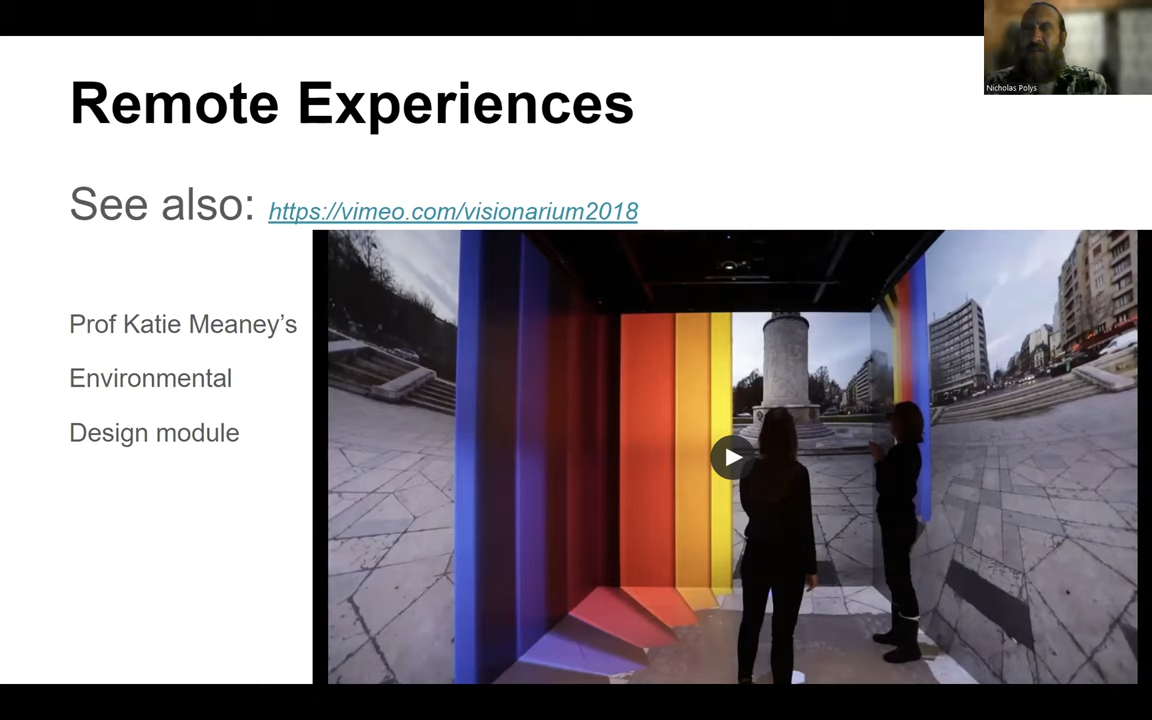 Remote Experiences
Nicholas Polys
See also: https://vimeo.com/visionarium2018
Prof Katie Meaney’s
Environmental
Design module